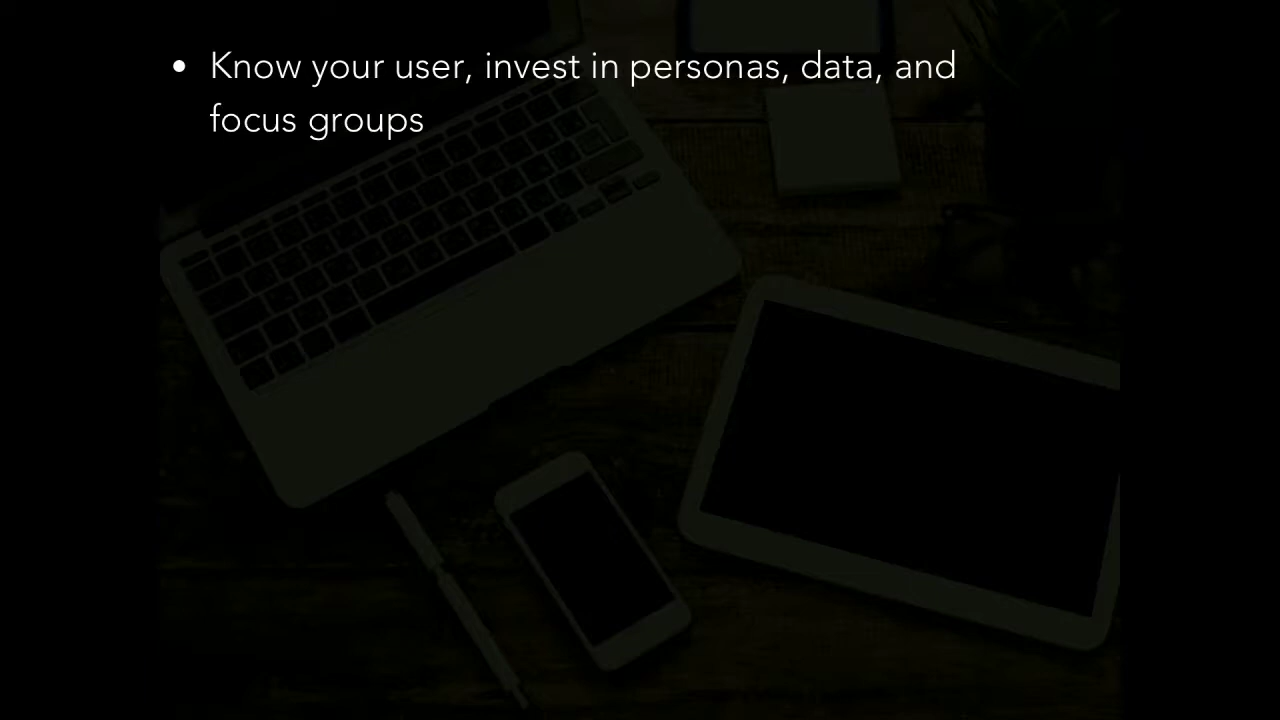 • Know your user, invest in personas, data, and
focus groups